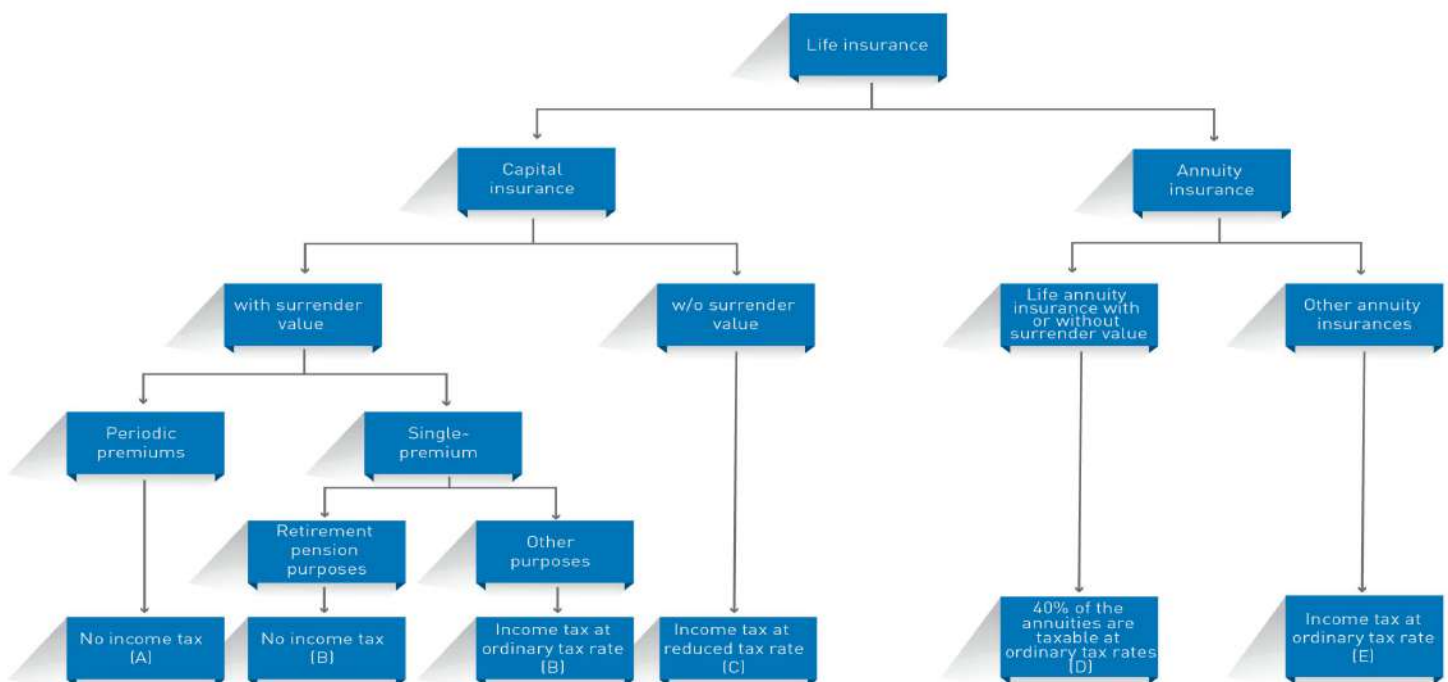 Life insurance
Capital
insurance
Annuity
insurance
with surrender
value
w/o surrender
value
Life annuity
insurance with
or without
surrender value
Other annuity
insurances
Periodic
premiums
Single-
premium
Retirement
pension
purposes
Other
purposes
No income tax
(A)
No income tax
(B)
Income tax at
ordinary tax rate
(B)
Income tax at
reduced tax rate
(C)
40% of the
annuities are
taxable at
ordinary tax rates
(D)
Income tax at
ordinary tax rate
(E)